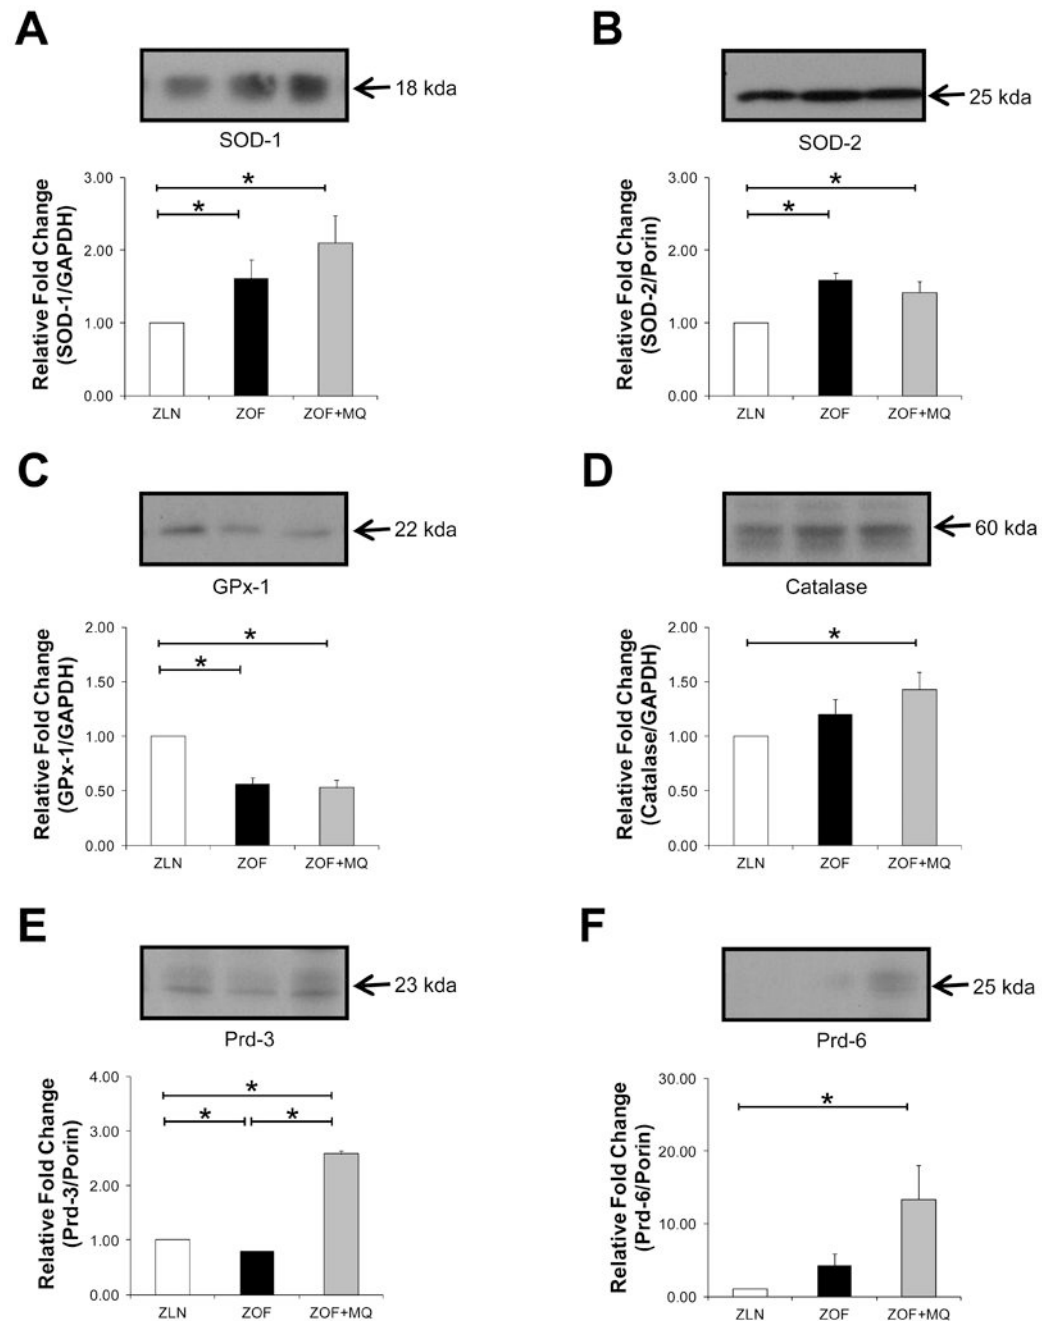 A
18 kda
SOD-1
*
*
3.00
2.00
1.00
0.00
Relative Fold Change
(SOD-1/GAPDH)
ZLN ZOF ZOF+MQ
B
25 kda
SOD-2
*
*
3.00
2.00
1.00
0.00
Relative Fold Change
(SOD-2/Porin)
ZLN ZOF ZOF+MQ
C
22 kda
GPx-1
*
*
2.00
1.50
1.00
0.50
0.00
Relative Fold Change
(GPx-1/GAPDH)
ZLN ZOF ZOF+MQ
D
60 kda
Catalase
*
2.00
1.50
1.00
0.50
0.00
Relative Fold Change
(Catalase/GAPDH)
ZLN ZOF ZOF+MQ
E
23 kda
Prd-3
*
* *
4.00
3.00
2.00
1.00
0.00
Relative Fold Change
(Prd-3/Porin)
ZLN ZOF ZOF+MQ
F
25 kda
Prd-6
*
30.00
20.00
10.00
0.00
Relative Fold Change
(Prd-6/Porin)
ZLN ZOF ZOF+MQ